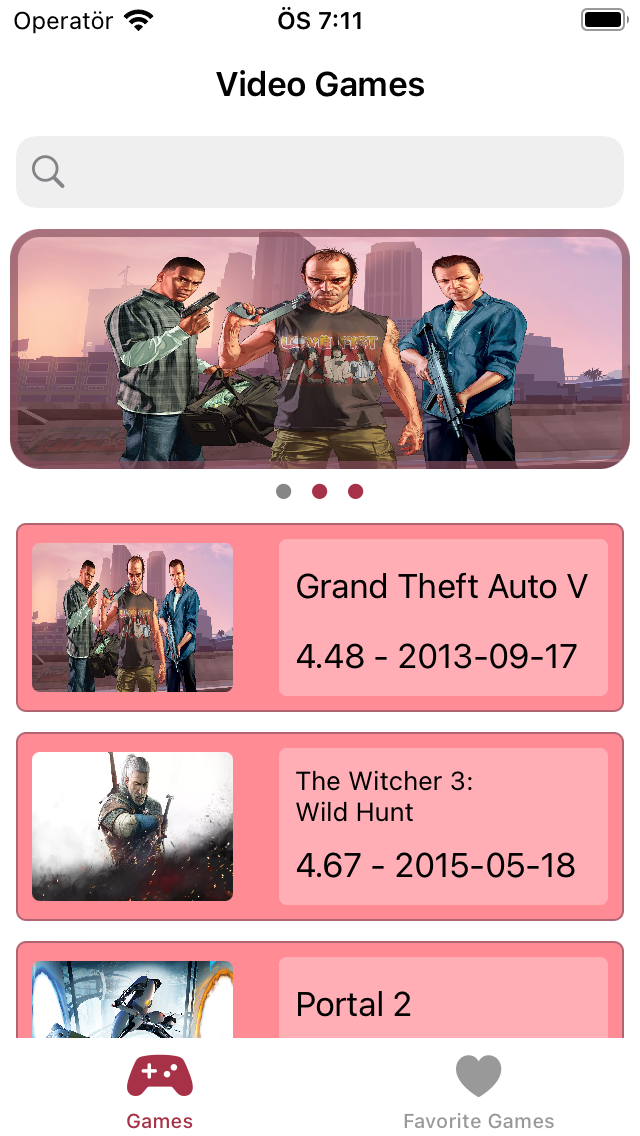 Operatör ÖS 7:11
Video Games
Grand Theft Auto V
4.48 - 2013-09-17
The Witcher 3:
Wild Hunt
4.67 - 2015-05-18
Portal 2
Games Favorite Games